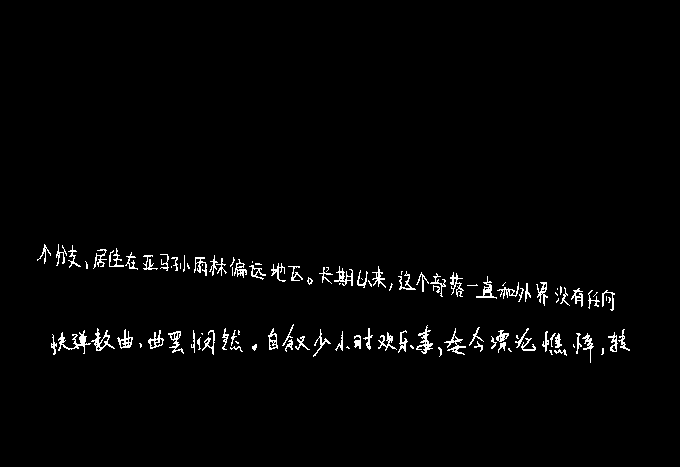 个分支、居住在亚马孙雨林偏远地区。长期以来，这个部落一直和外界没有任何
快弹数曲、曲罢悯然。自叙少小时欢乐事，今漂沦憔悴，转